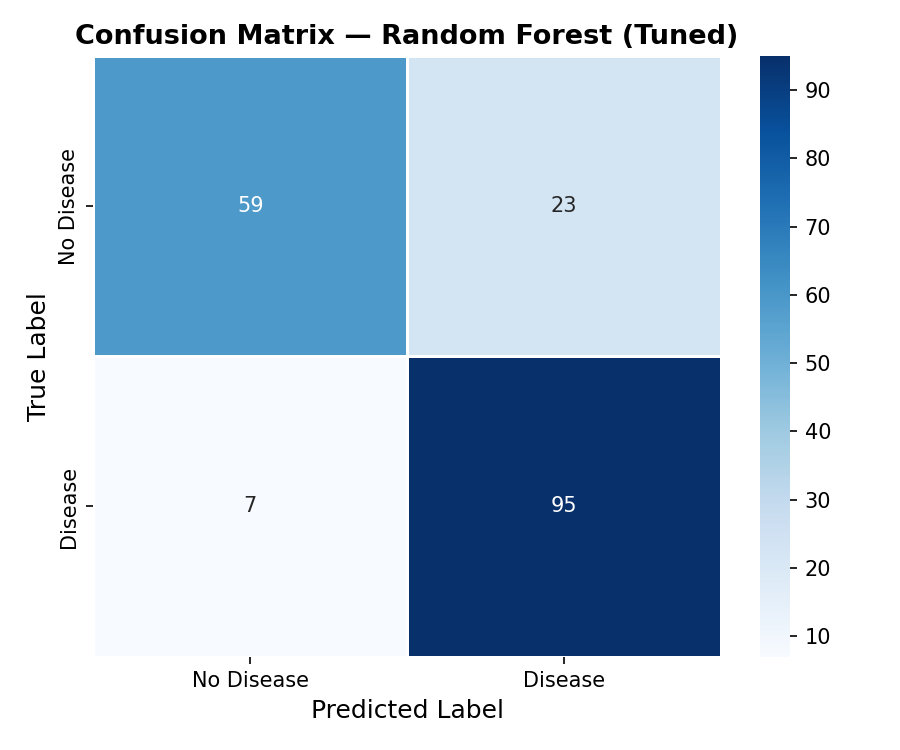 Confusion Matrix — Random Forest (Tuned)
True Label
No Disease
Disease
59
23
7
95
No Disease
Disease
Predicted Label
90
80
70
60
50
40
30
20
10